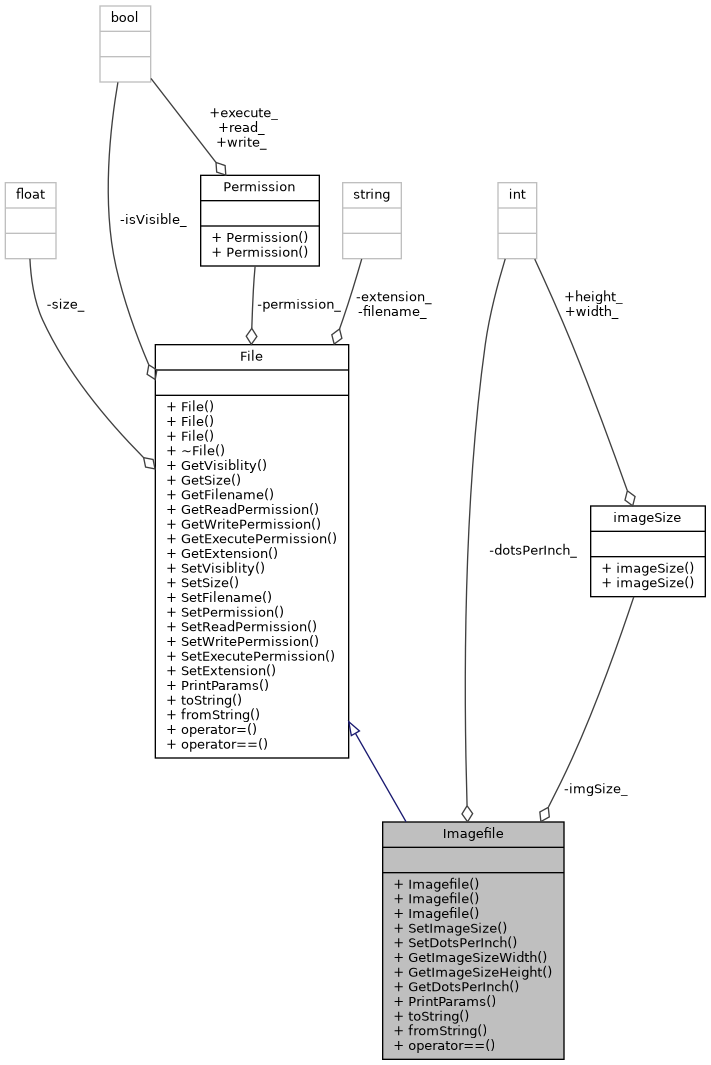 bool
+execute_
+read_
+write_
float
Permission
+ Permission()
+ Permission()
string
int
-isVisible_
-size_
-permission_
-extension_
-filename_
+height_
+width_
File
+ File()
+ File()
+ File()
+ ~File()
+ GetVisiblity()
+ GetSize()
+ GetFilename()
+ GetReadPermission()
+ GetWritePermission()
+ GetExecutePermission()
+ GetExtension()
+ SetVisiblity()
+ SetSize()
+ SetFilename()
+ SetPermission()
+ SetReadPermission()
+ SetWritePermission()
+ SetExecutePermission()
+ SetExtension()
+ PrintParams()
+ toString()
+ fromString()
+ operator=()
+ operator==()
-dotsPerInch_
imageSize
+ imageSize()
+ imageSize()
-imgSize_
Imagefile
+ Imagefile()
+ Imagefile()
+ Imagefile()
+ SetImageSize()
+ SetDotsPerInch()
+ GetImageSizeWidth()
+ GetImageSizeHeight()
+ GetDotsPerInch()
+ PrintParams()
+ toString()
+ fromString()
+ operator==()